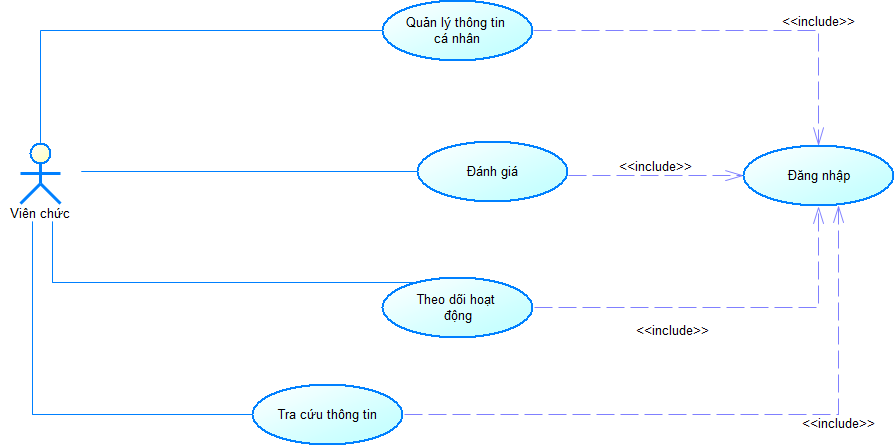 Quản lý thông tin
cá nhân
<<include>>
Đánh giá
<<include>>
Đăng nhập
Viên chức
Theo dõi hoạt
động
<<include>>
Tra cứu thông tin
<<include>>